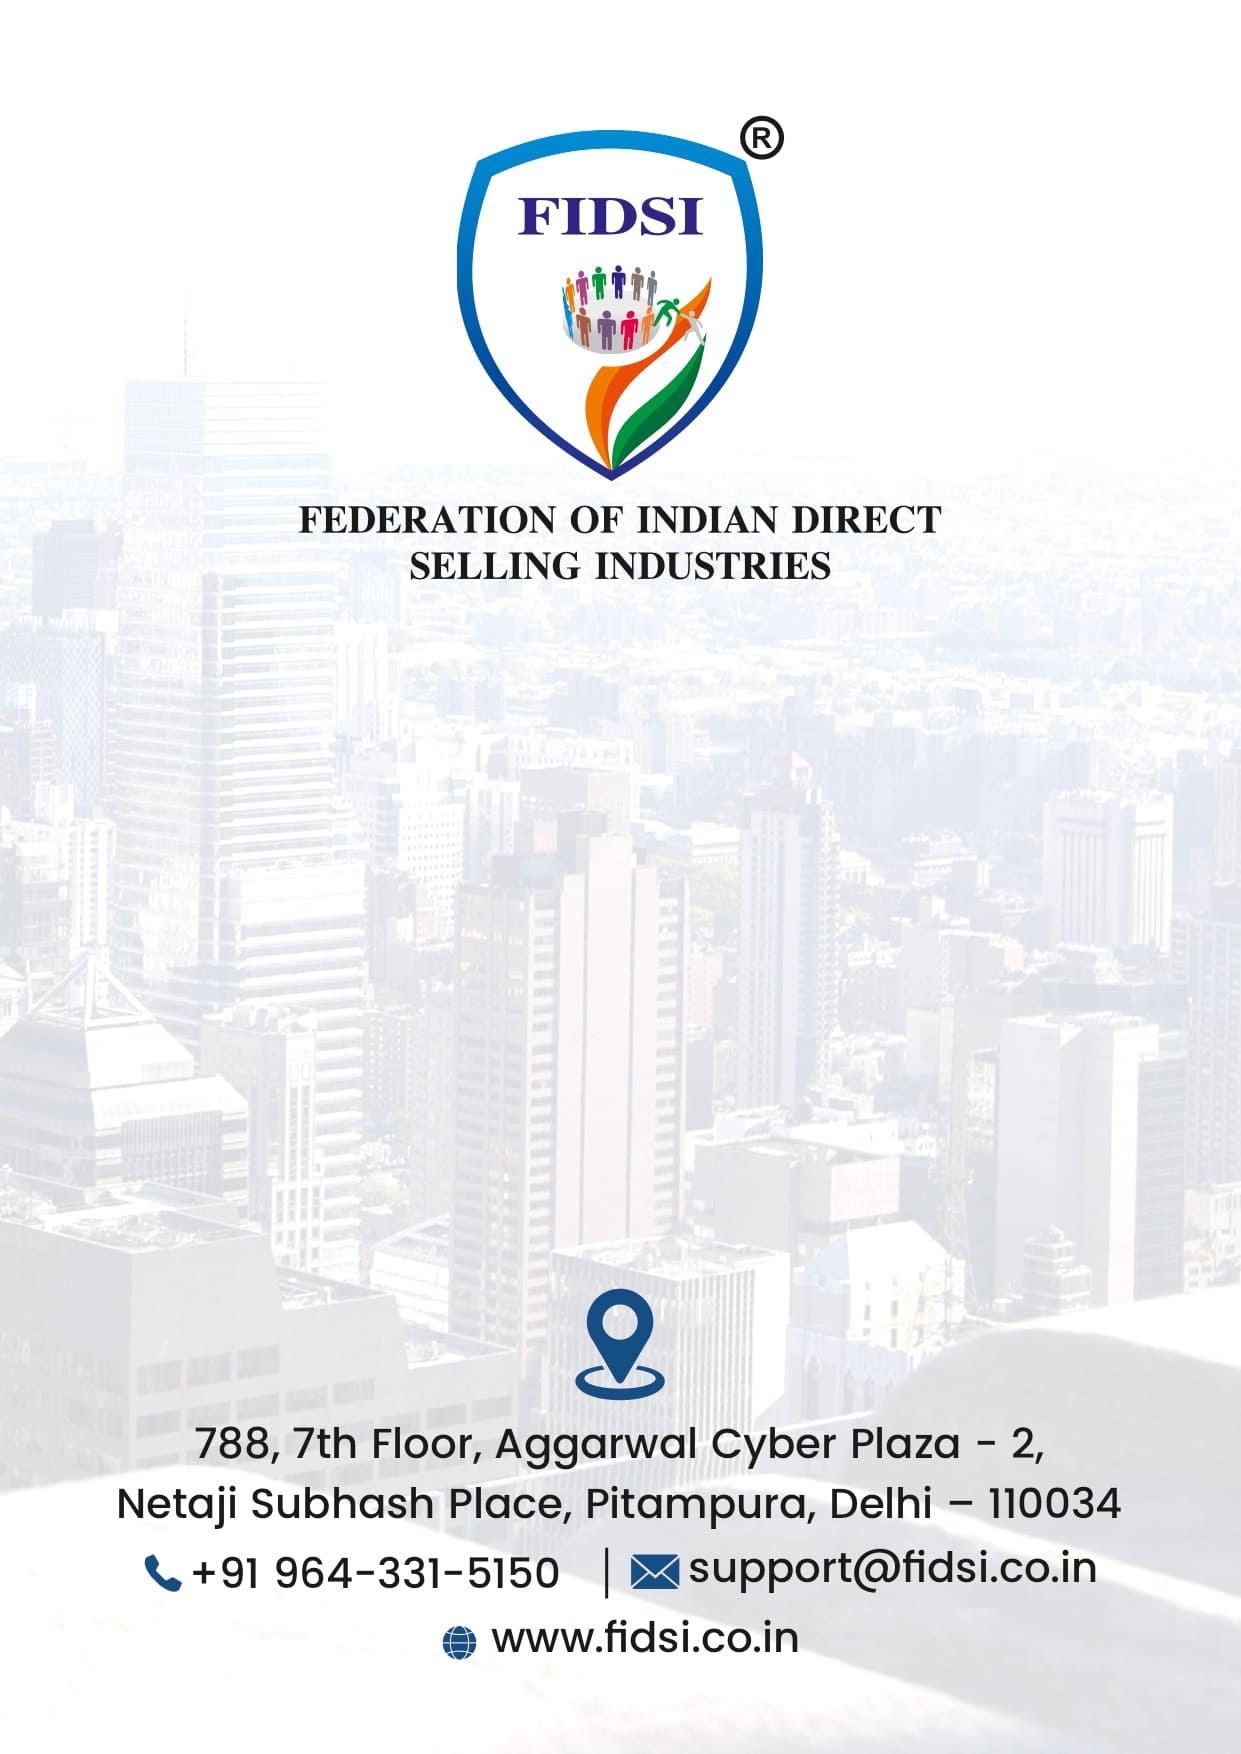 ®
FIDSI
FEDERATION OF INDIAN DIRECT
SELLING INDUSTRIES
788, 7th Floor, Aggarwal Cyber Plaza - 2,
Netaji Subhash Place, Pitampura, Delhi – 110034
+91 964-331-5150 | support@fidsi.co.in
www.fidsi.co.in